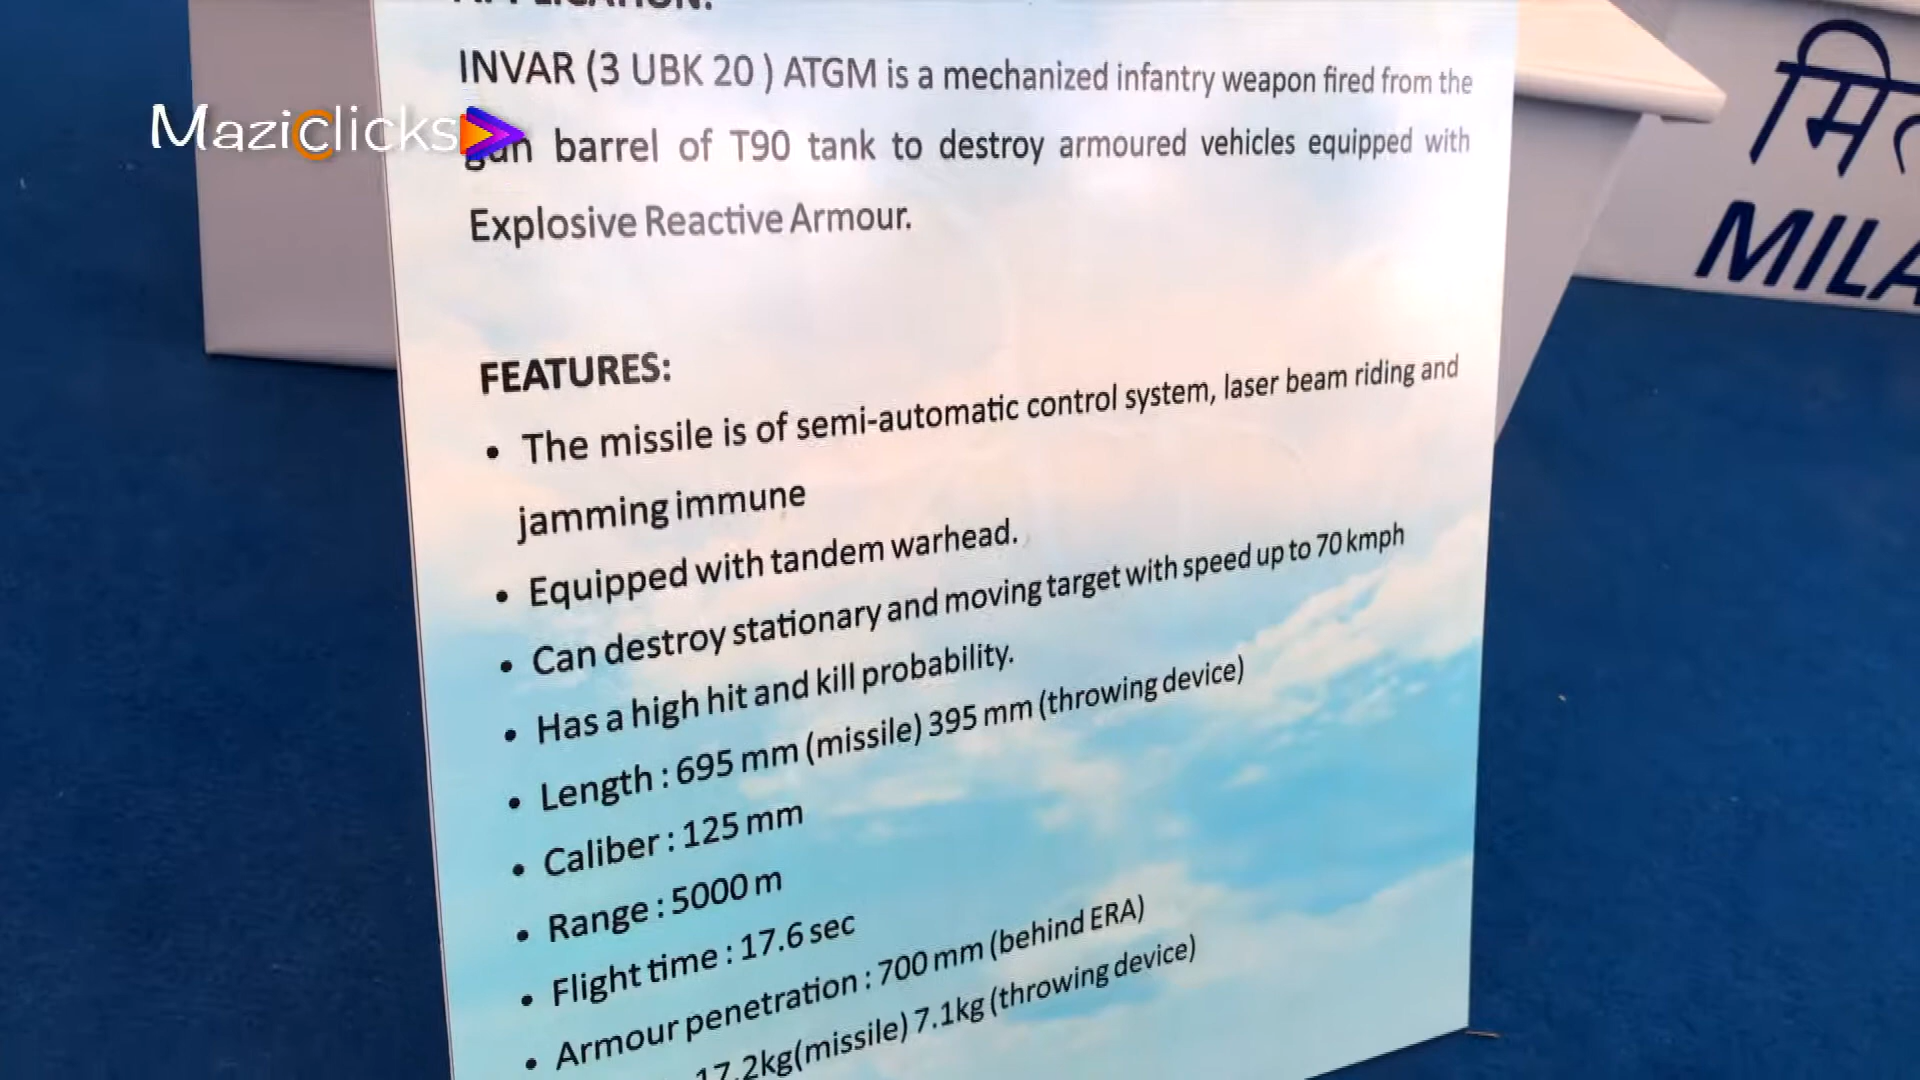 APPLICATION:
INVAR (3 UBK 20 ) ATGM is a mechanized infantry weapon fired from the
gun barrel of T90 tank to destroy armoured vehicles equipped with
Explosive Reactive Armour.
Maziclicks
FEATURES:
• The missile is of semi-automatic control system, laser beam riding and
jamming immune
• Equipped with tandem warhead.
• Can destroy stationary and moving target with speed up to 70 kmph
• Has a high hit and kill probability.
• Length : 695 mm (missile) 395 mm (throwing device)
• Caliber : 125 mm
• Range : 5000 m
• Flight time : 17.6 sec
• Armour penetration : 700 mm (behind ERA)
17.2kg(missile) 7.1kg (throwing device)